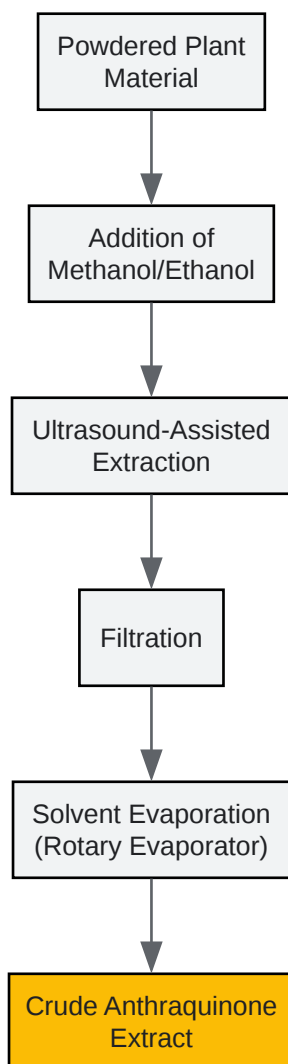 Powdered Plant
Material
Addition of
Methanol/Ethanol
Ultrasound-Assisted
Extraction
Filtration
Solvent Evaporation
(Rotary Evaporator)
Crude Anthraquinone
Extract